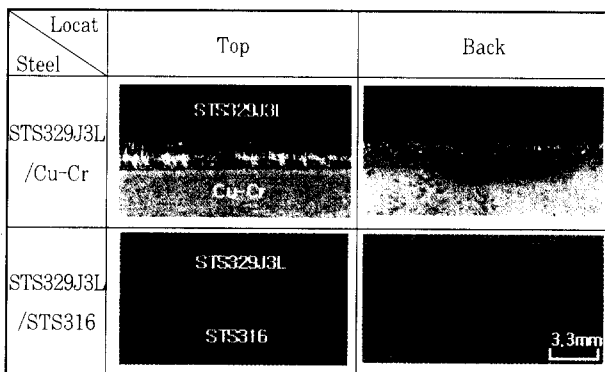 Locat
Steel
Top
Back
STS329J3L
/Cu-Cr
STS329J3L
Cu-Cr
STS329J3L
/STS316
STS329J3L
STS316
3.3mm